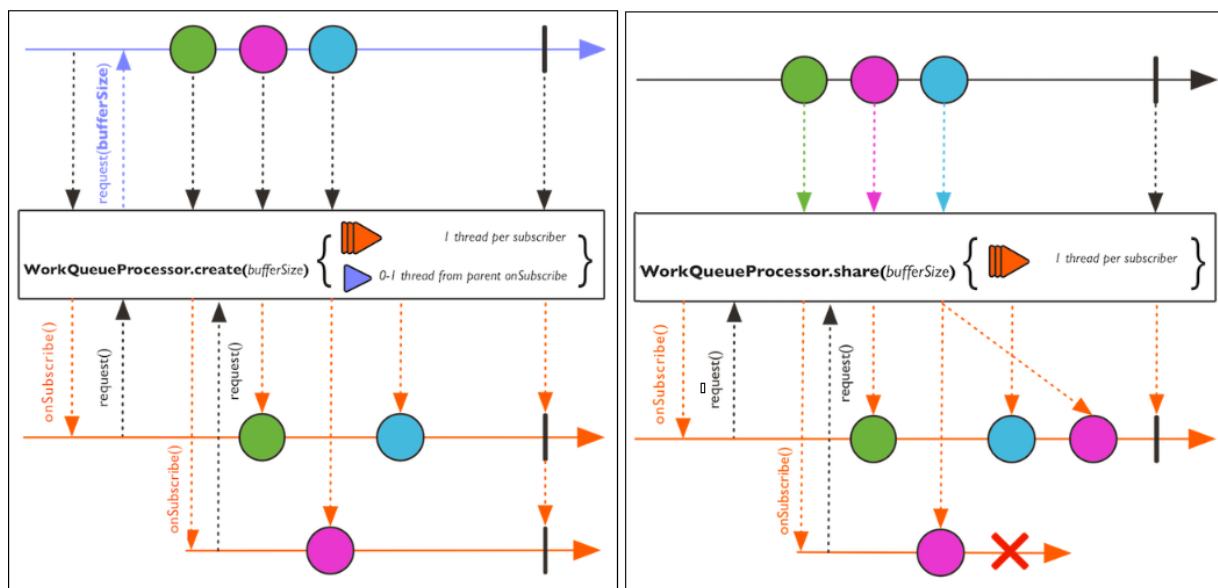 request(bufferSize)
1 thread per subscriber
WorkQueueProcessor.create(bufferSize)
0-1 thread from parent onSubscribe
onSubscribe()
request()
request()
onSubscribe()
1 thread per subscriber
WorkQueueProcessor.share(bufferSize)
onSubscribe()
request()
request()
onSubscribe()